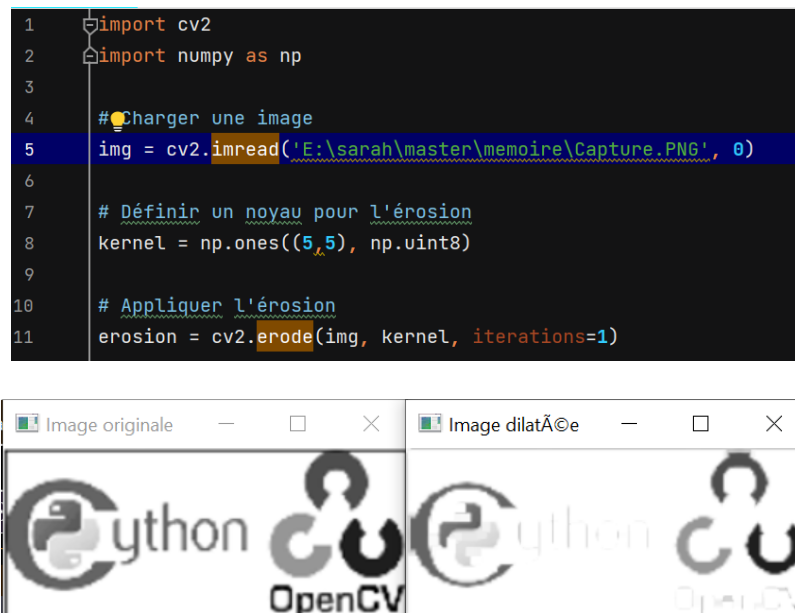 1 import cv2
2 import numpy as np
3
4 # Charger une image
5 img = cv2.imread('E:\sarah\master\memoire\Capture.PNG', 0)
6
7 # Définir un noyau pour l'érosion
8 kernel = np.ones((5,5), np.uint8)
9
10 # Appliquer l'érosion
11 erosion = cv2.erode(img, kernel, iterations=1)
Image originale
Image dilatÃ©e
ython
OpenCV
ython
OpenCV